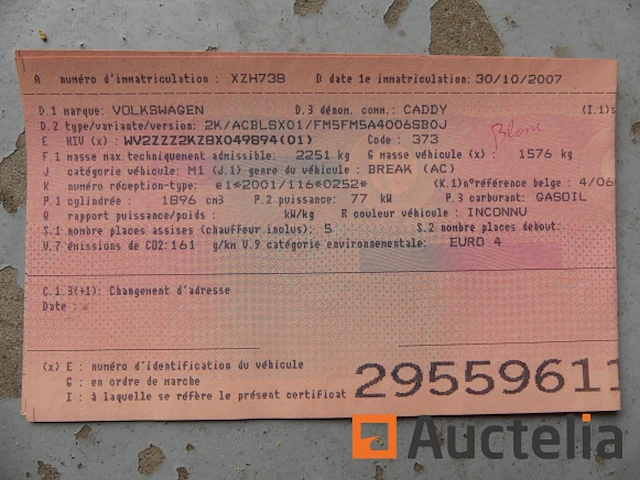 A numéro d'immatriculation : XZH738 B date 1e immatriculation: 30/10/2007
D.1 marque: VOLKSWAGEN D.3 dénom. comm.: CADDY (I.1)s
D.2 type/variante/version: 2K/ACBLSX01/FM5FM5A4006SB0J
E NIV (x) : WV2ZZZ2KZ8X049894(01) Code : 373 Blanc
F.1 masse max.techniquement admissible: 2251 kg G masse véhicule (x) : 1576 kg
J catégorie véhicule: M1 (J.1) genre du véhicule: BREAK (AC)
K numéro réception-type: e1*2001/116*0252* (K.1)n°référence belge : 4/06
P.1 cylindrée : 1896 cm3 P.2 puissance: 77 kW P.3 carburant: GASOIL
Q rapport puissance/poids : kW/kg R couleur véhicule : INCONNU
S.1 nombre places assises (chauffeur inclus): 5 S.2 nombre places debout:
V.7 émissions de CO2:161 g/km V.9 catégorie environnementale: EURO 4
C.1.3(+1): Changement d'adresse
Date :
(x) E : numéro d'identification du véhicule
G : en ordre de marche
I : à laquelle se réfère le présent certificat
29559611
Auctelia